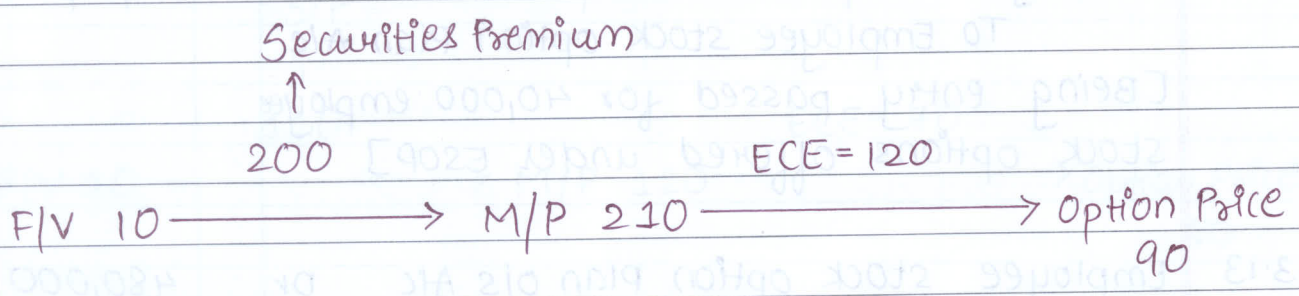 Securities Premium
↑
200 ECE = 120
F/V 10 → M/P 210 → Option Price
90